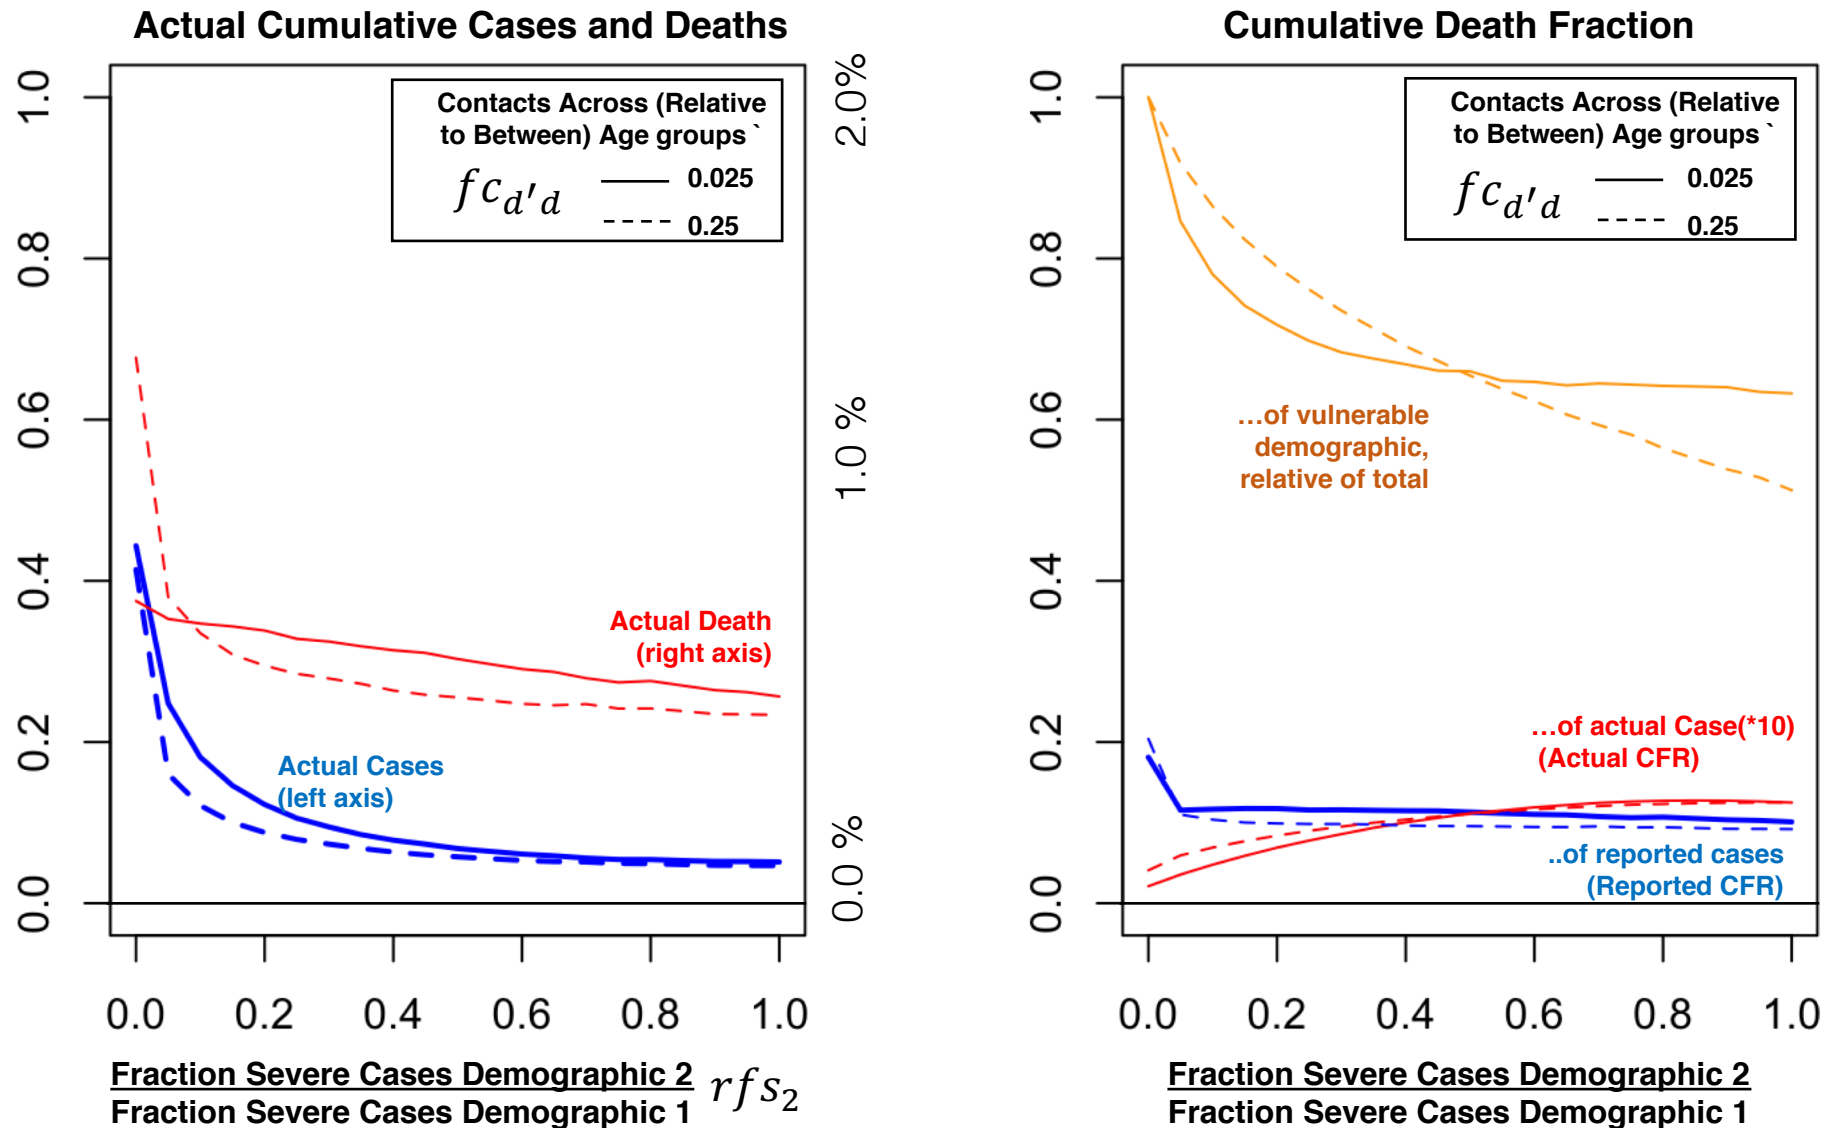 Actual Cumulative Cases and Deaths
1.0
0.8
0.6
0.4
0.2
0.0
Contacts Across (Relative
to Between) Age groups `
fc_{d'd}
0.025
0.25
2.0%
1.0 %
0.0 %
Actual Death
(right axis)
Actual Cases
(left axis)
0.0 0.2 0.4 0.6 0.8 1.0
Fraction Severe Cases Demographic 2
Fraction Severe Cases Demographic 1
rfs_2
Cumulative Death Fraction
1.0
0.8
0.6
0.4
0.2
0.0
Contacts Across (Relative
to Between) Age groups `
fc_{d'd}
0.025
0.25
...of vulnerable
demographic,
relative of total
...of actual Case(*10)
(Actual CFR)
..of reported cases
(Reported CFR)
0.0 0.2 0.4 0.6 0.8 1.0
Fraction Severe Cases Demographic 2
Fraction Severe Cases Demographic 1